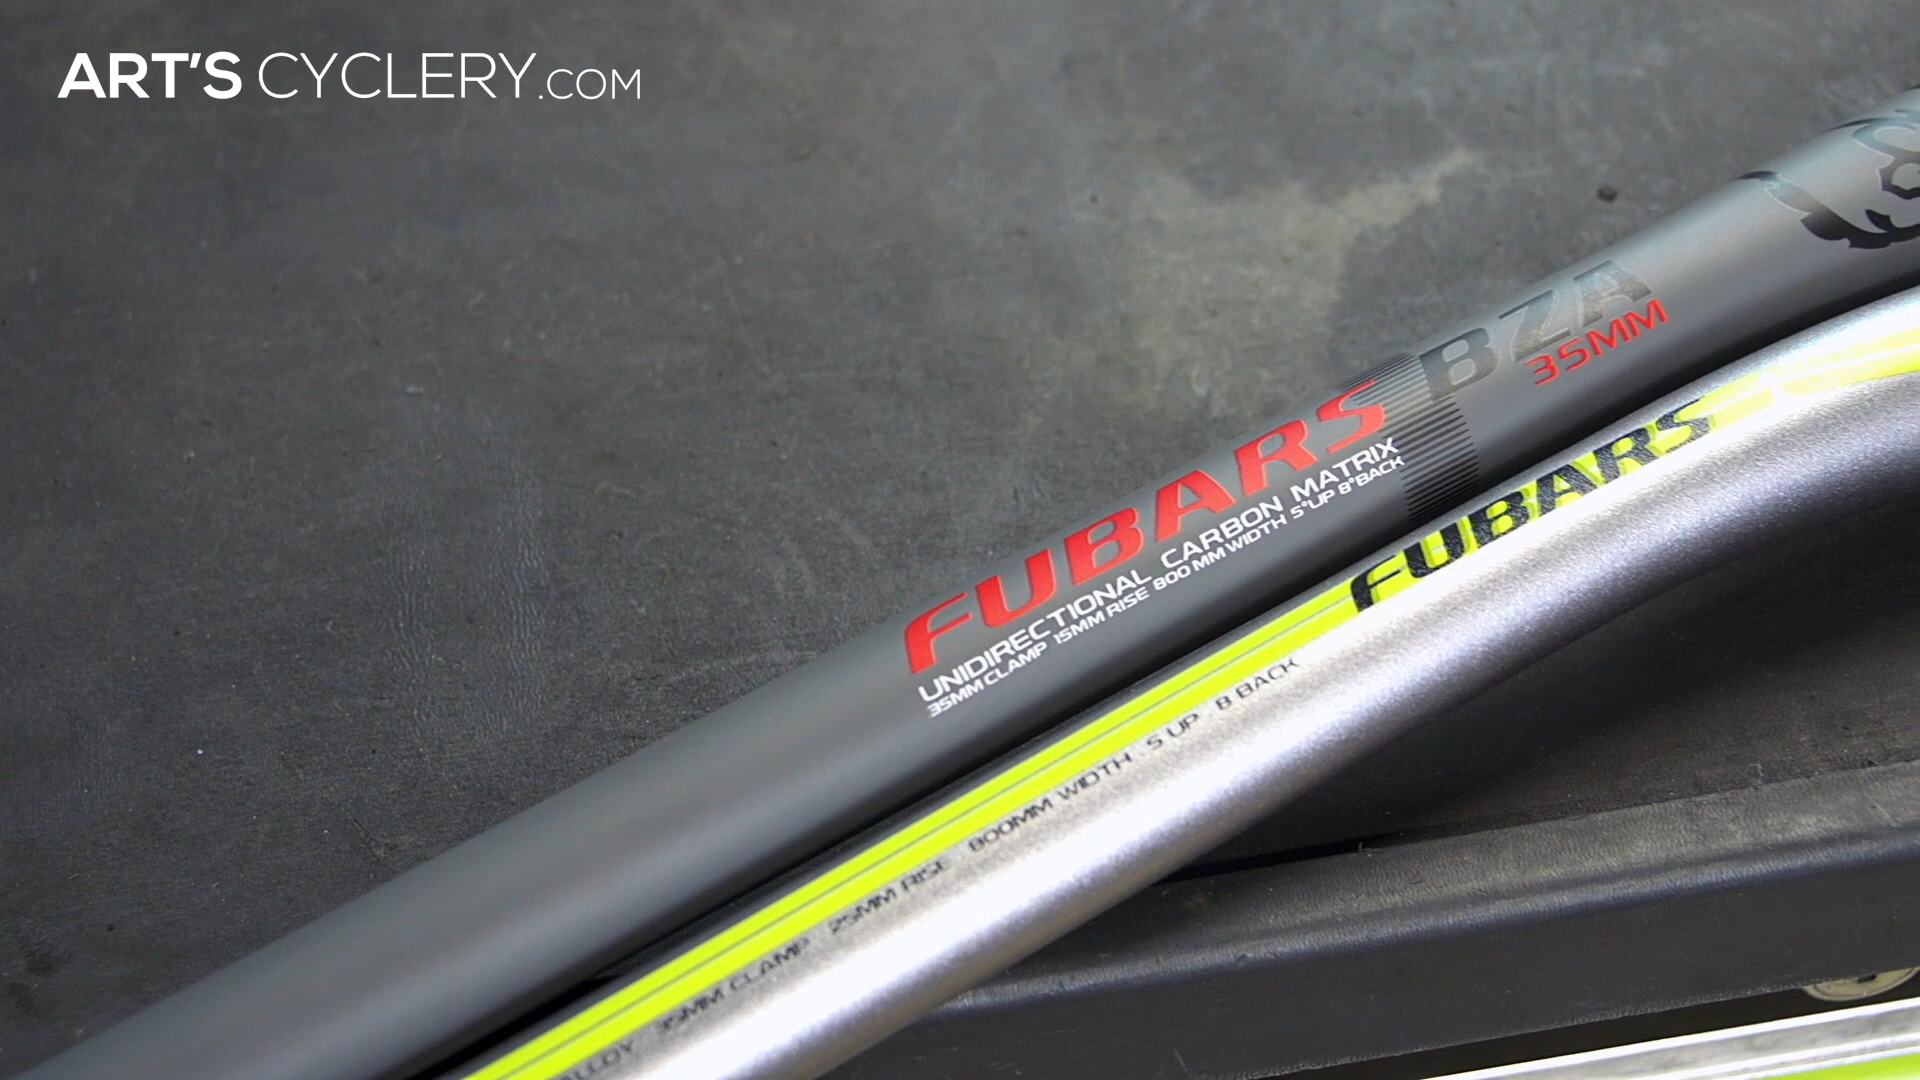 ART'S CYCLERY.COM
BZA
35MM
FUBARS
UNIDIRECTIONAL CARBON MATRIX
35MM CLAMP 15MM RISE 800 MM WIDTH 5°UP 8°BACK
FUBARS
ALLOY 35MM CLAMP 25MM RISE 800MM WIDTH 5 UP 8 BACK